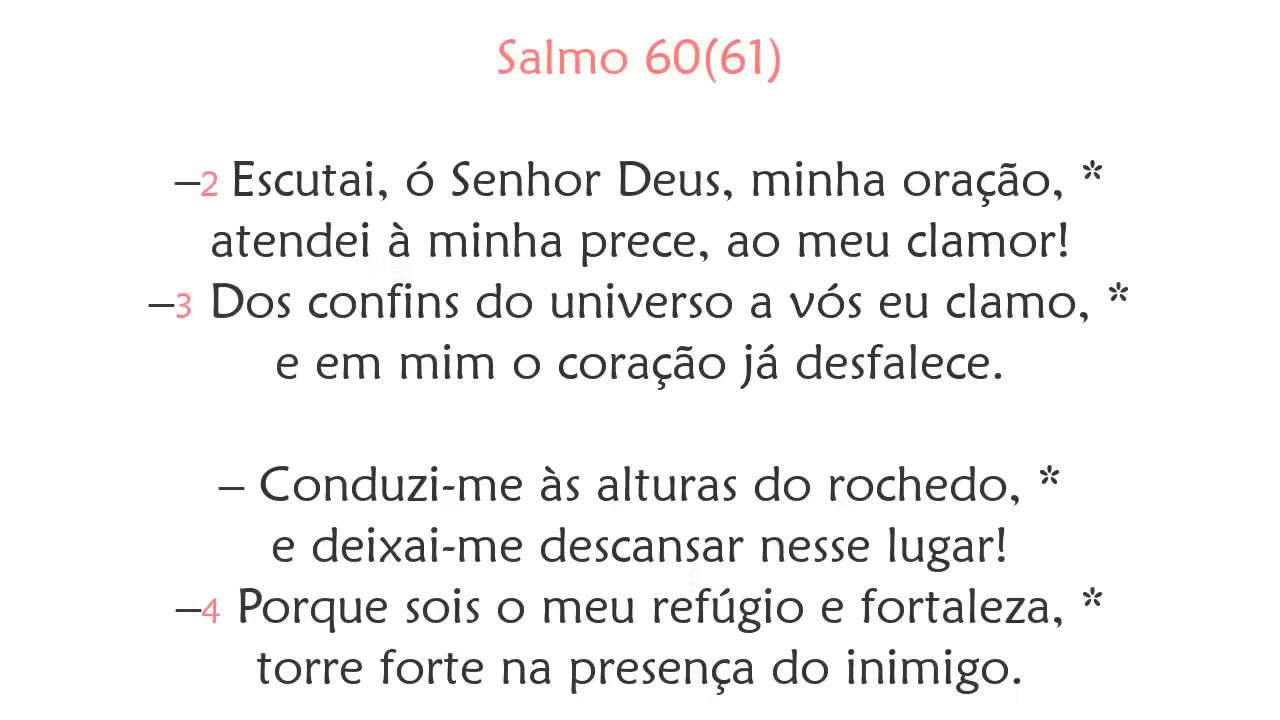 Salmo 60(61)
–2 Escutai, ó Senhor Deus, minha oração, *
atendei à minha prece, ao meu clamor!
–3 Dos confins do universo a vós eu clamo, *
e em mim o coração já desfalece.
– Conduzi-me às alturas do rochedo, *
e deixai-me descansar nesse lugar!
–4 Porque sois o meu refúgio e fortaleza, *
torre forte na presença do inimigo.